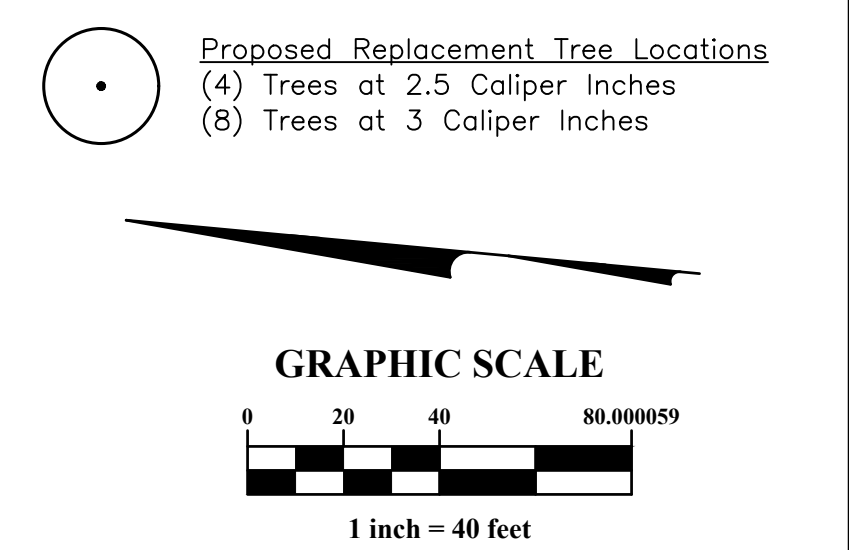 Proposed Replacement Tree Locations
(4) Trees at 2.5 Caliper Inches
(8) Trees at 3 Caliper Inches
GRAPHIC SCALE
0 20 40 80.000059
1 inch = 40 feet